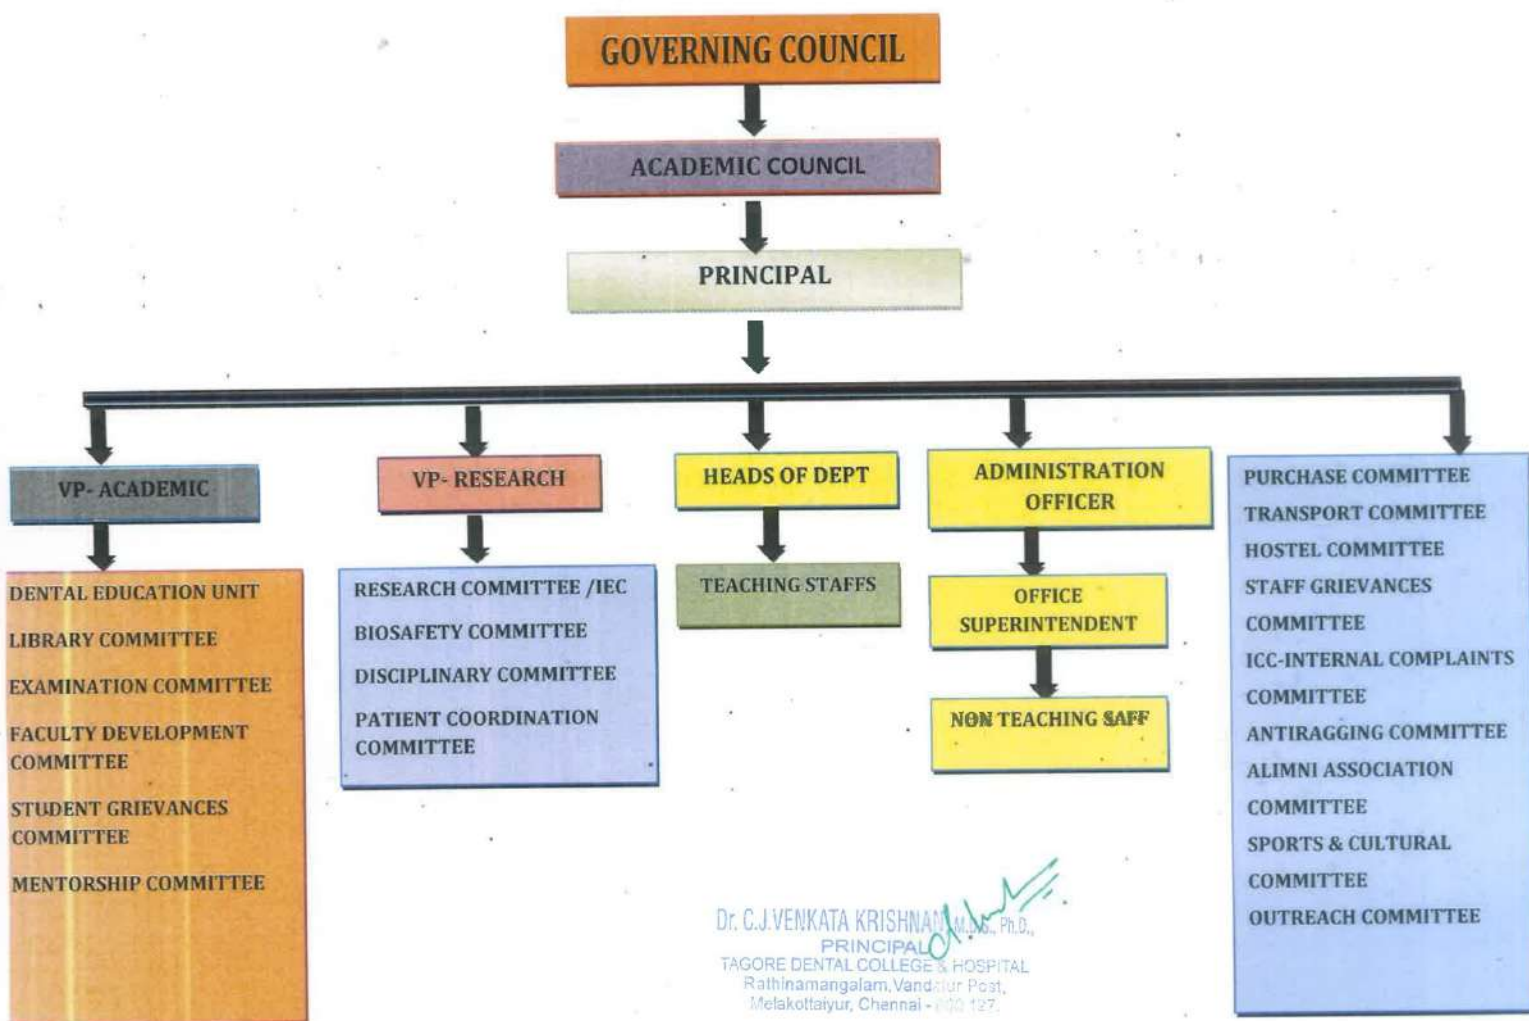 GOVERNING COUNCIL
ACADEMIC COUNCIL
PRINCIPAL
VP- ACADEMIC
DENTAL EDUCATION UNIT
LIBRARY COMMITTEE
EXAMINATION COMMITTEE
FACULTY DEVELOPMENT
COMMITTEE
STUDENT GRIEVANCES
COMMITTEE
MENTORSHIP COMMITTEE
VP- RESEARCH
RESEARCH COMMITTEE /IEC
BIOSAFETY COMMITTEE
DISCIPLINARY COMMITTEE
PATIENT COORDINATION
COMMITTEE
HEADS OF DEPT
TEACHING STAFFS
ADMINISTRATION
OFFICER
OFFICE
SUPERINTENDENT
NON TEACHING SAFF
PURCHASE COMMITTEE
TRANSPORT COMMITTEE
HOSTEL COMMITTEE
STAFF GRIEVANCES
COMMITTEE
ICC-INTERNAL COMPLAINTS
COMMITTEE
ANTIRAGGING COMMITTEE
ALIMNI ASSOCIATION
COMMITTEE
SPORTS & CULTURAL
COMMITTEE
OUTREACH COMMITTEE
Dr. C.J.VENKATA KRISHNAN, M.D.S., Ph.D.,
PRINCIPAL
TAGORE DENTAL COLLEGE & HOSPITAL
Rathinamangalam, Vandalur Post,
Melakottaiyur, Chennai -